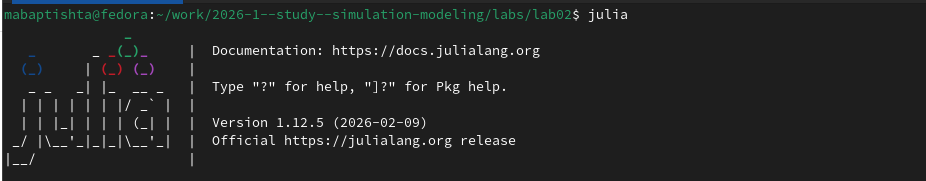 mabaptishta@fedora:~/work/2026-1--study--simulation-modeling/labs/lab02$ julia
               _
   _       _ _(_)_     |  Documentation: https://docs.julialang.org
  (_)     | (_) (_)    |
   _ _   _| |_  __ _   |  Type "?" for help, "]?" for Pkg help.
  | | | | | | |/ _` |  |
  | | |_| | | | (_| |  |  Version 1.12.5 (2026-02-09)
 _/ |\__'_|_|_|\__'_|  |  Official https://julialang.org release
|__/                   |